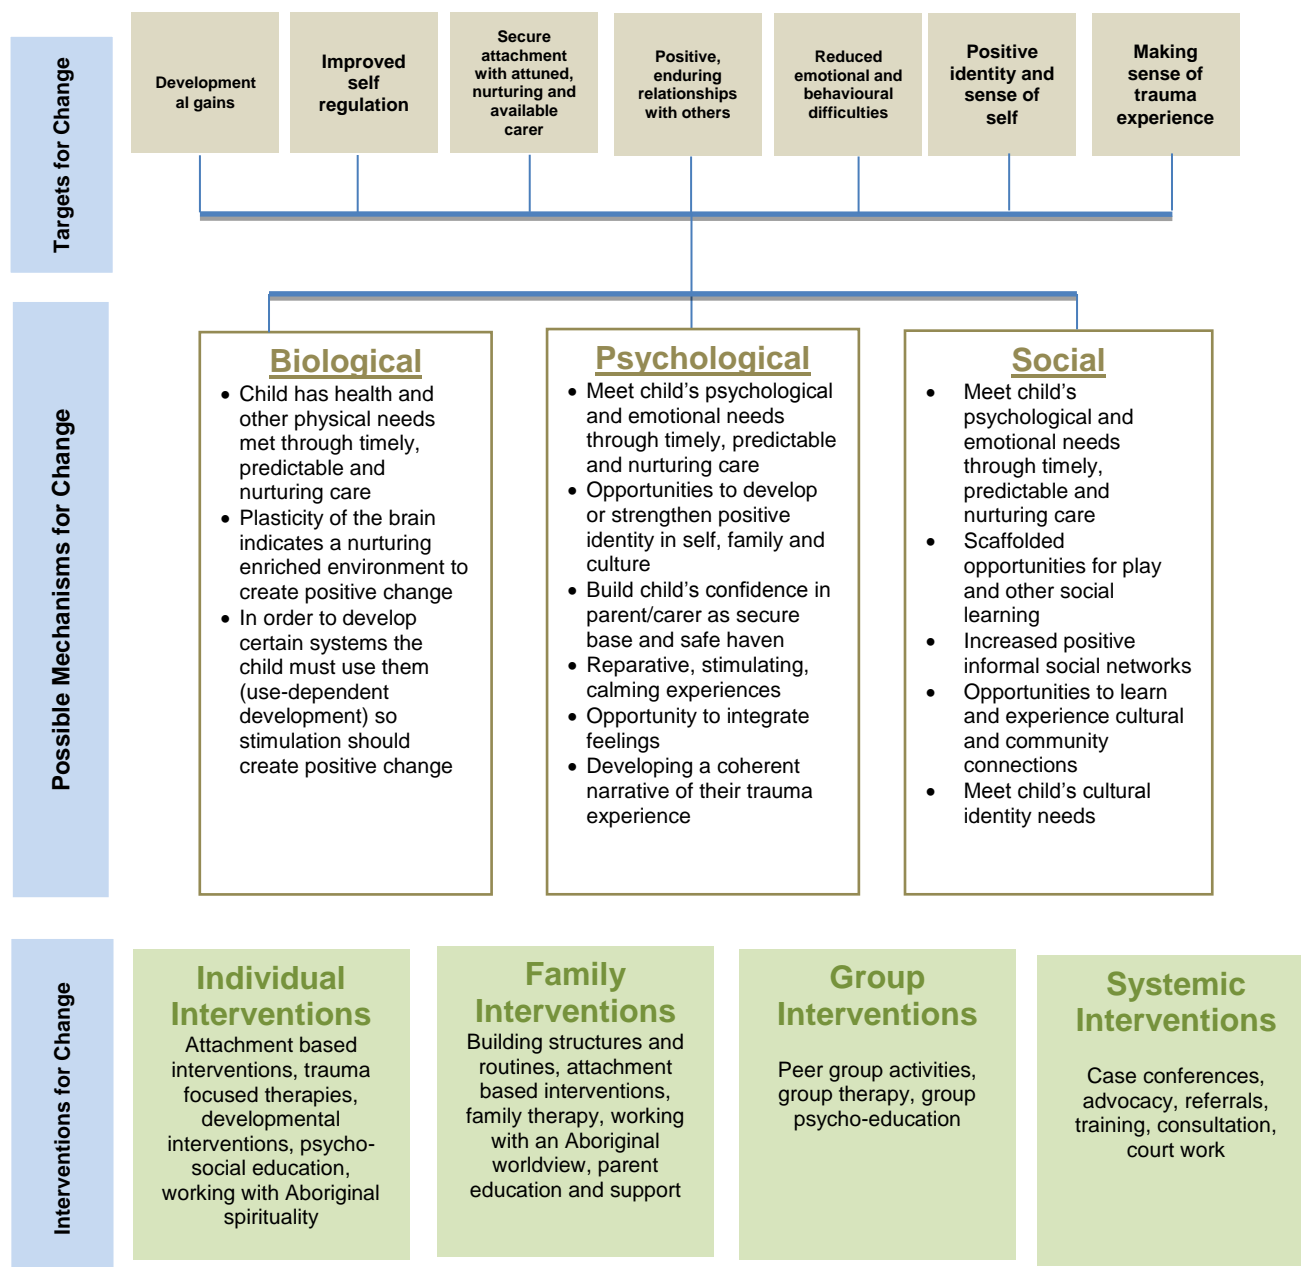 Targets for Change
Development
al gains
Improved
self
regulation
Secure
attachment
with attuned,
nurturing and
available
carer
Positive,
enduring
relationships
with others
Reduced
emotional and
behavioural
difficulties
Positive
identity and
sense of
self
Making
sense of
trauma
experience
Possible Mechanisms for Change
Biological
• Child has health and
other physical needs
met through timely,
predictable and
nurturing care
• Plasticity of the brain
indicates a nurturing
enriched environment to
create positive change
• In order to develop
certain systems the
child must use them
(use-dependent
development) so
stimulation should
create positive change
Psychological
• Meet child’s psychological
and emotional needs
through timely, predictable
and nurturing care
• Opportunities to develop
or strengthen positive
identity in self, family and
culture
• Build child’s confidence in
parent/carer as secure
base and safe haven
• Reparative, stimulating,
calming experiences
• Opportunity to integrate
feelings
• Developing a coherent
narrative of their trauma
experience
Social
• Meet child’s
psychological and
emotional needs
through timely,
predictable and
nurturing care
• Scaffolded
opportunities for play
and other social
learning
• Increased positive
informal social networks
• Opportunities to learn
and experience cultural
and community
connections
• Meet child’s cultural
identity needs
Interventions for Change
Individual
Interventions
Attachment based
interventions, trauma
focused therapies,
developmental
interventions, psycho-
social education,
working with Aboriginal
spirituality
Family
Interventions
Building structures and
routines, attachment
based interventions,
family therapy, working
with an Aboriginal
worldview, parent
education and support
Group
Interventions
Peer group activities,
group therapy, group
psycho-education
Systemic
Interventions
Case conferences,
advocacy, referrals,
training, consultation,
court work